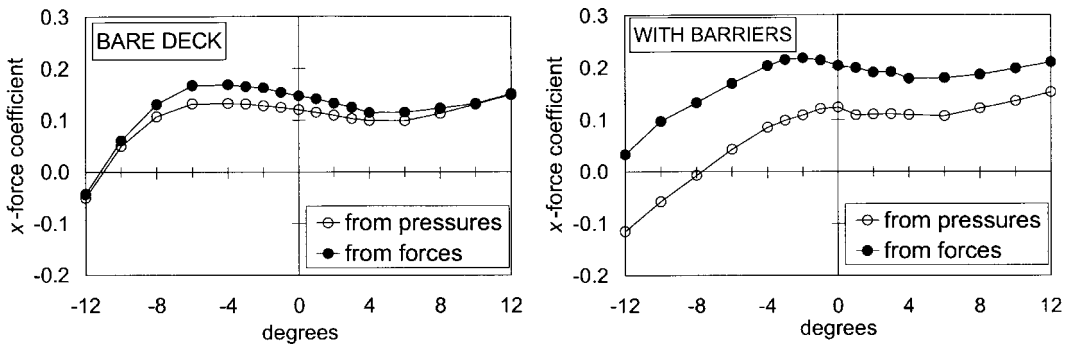 BARE DECK
x-force coefficient
0.3
0.2
0.1
0.0
-0.1
-0.2
from pressures
from forces
-12 -8 -4 0 4 8 12
degrees
WITH BARRIERS
x-force coefficient
0.3
0.2
0.1
0.0
-0.1
-0.2
from pressures
from forces
-12 -8 -4 0 4 8 12
degrees